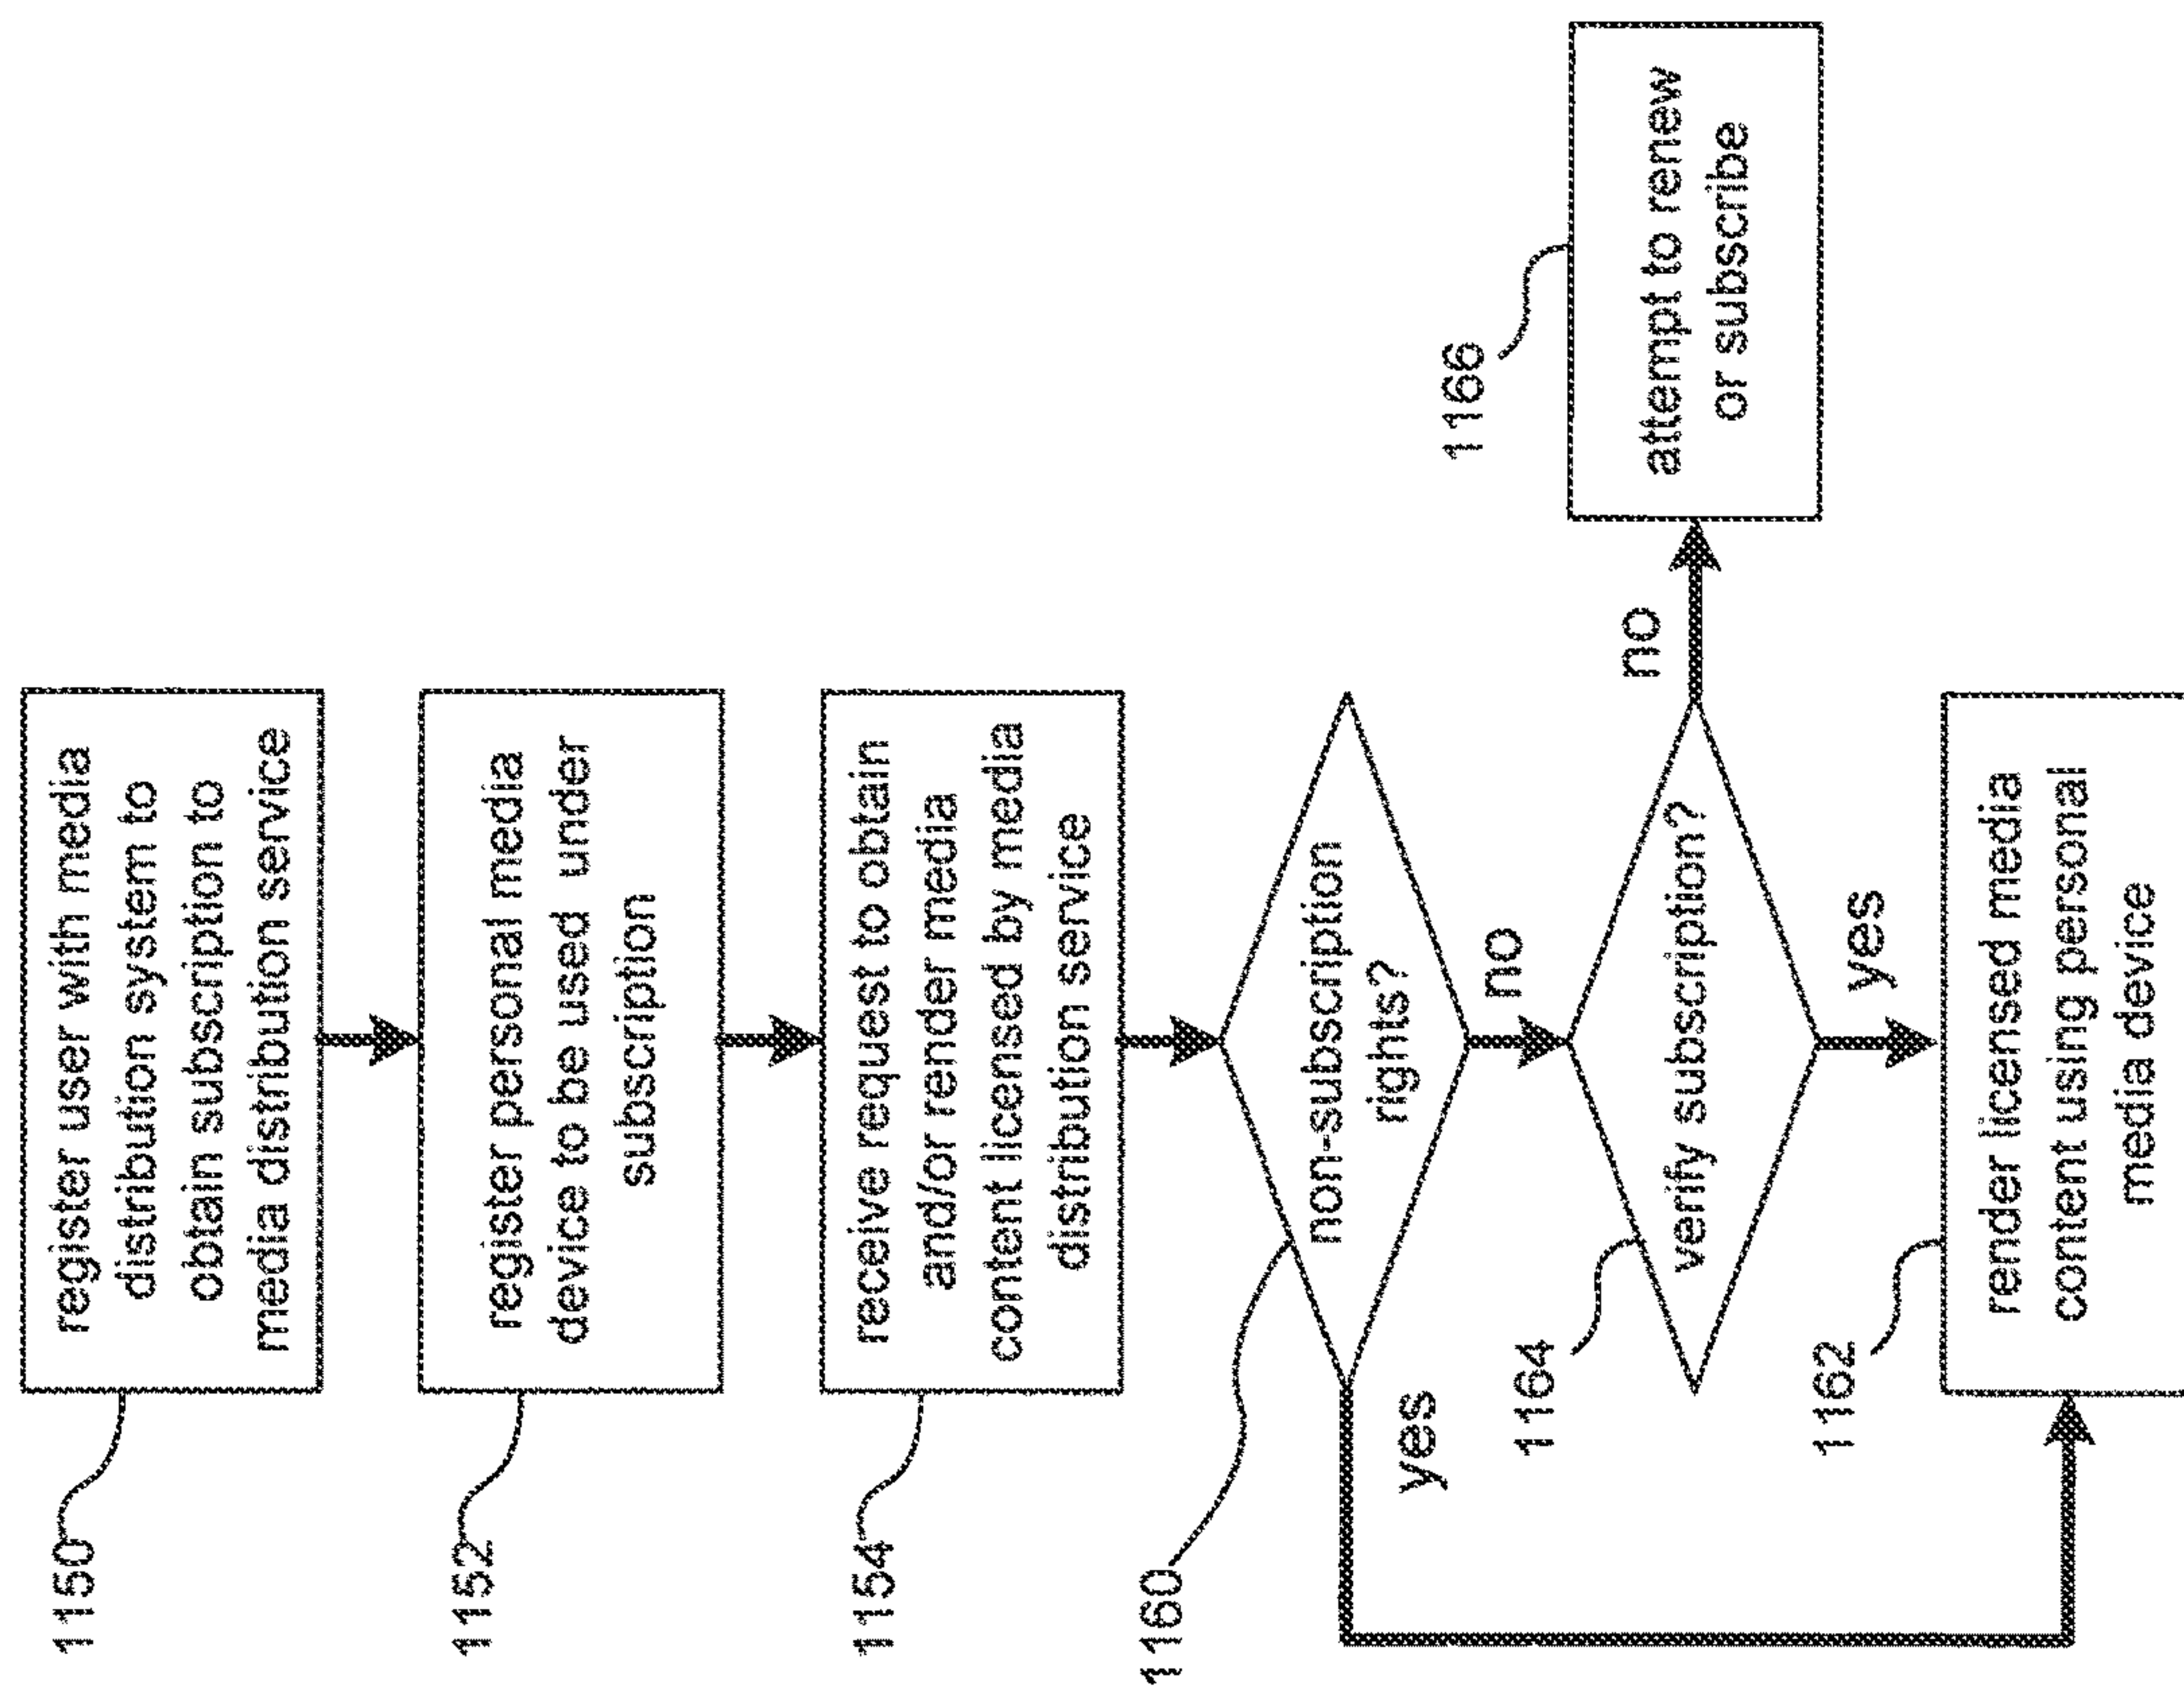 1150
register user with media
distribution system to
obtain subscription to
media distribution service
1152
register personal media
device to be used under
subscription
1154
receive request to obtain
and/or render media
content licensed by media
distribution service
1160
non-subscription
rights?
yes
no
1164
verify subscription?
no
1166
attempt to renew
or subscribe
yes
1162
render licensed media
content using personal
media device